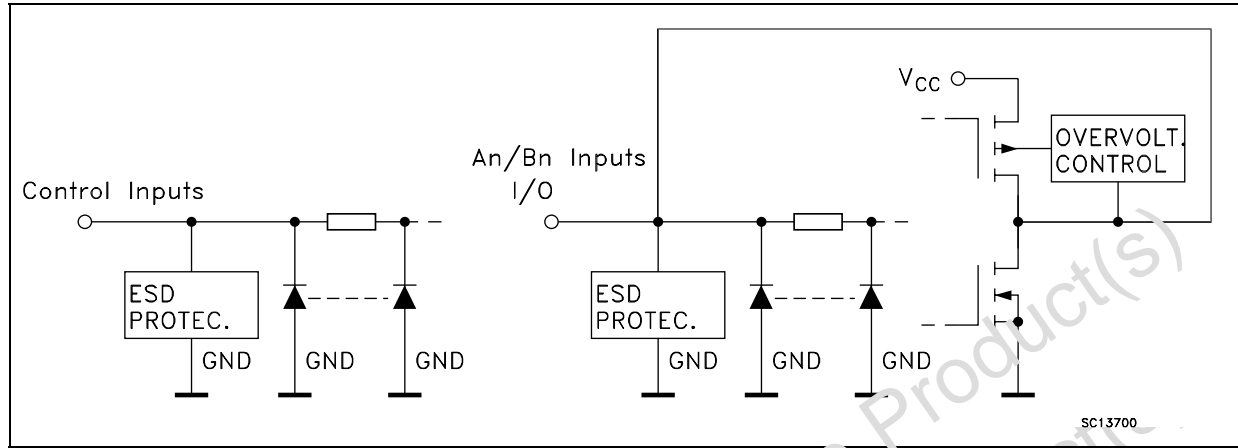 Control Inputs
ESD
PROTEC.
GND
GND
GND
An/Bn Inputs
I/O
ESD
PROTEC.
GND
GND
GND
VCC
OVERVOLT.
CONTROL
SC13700
Product(s)